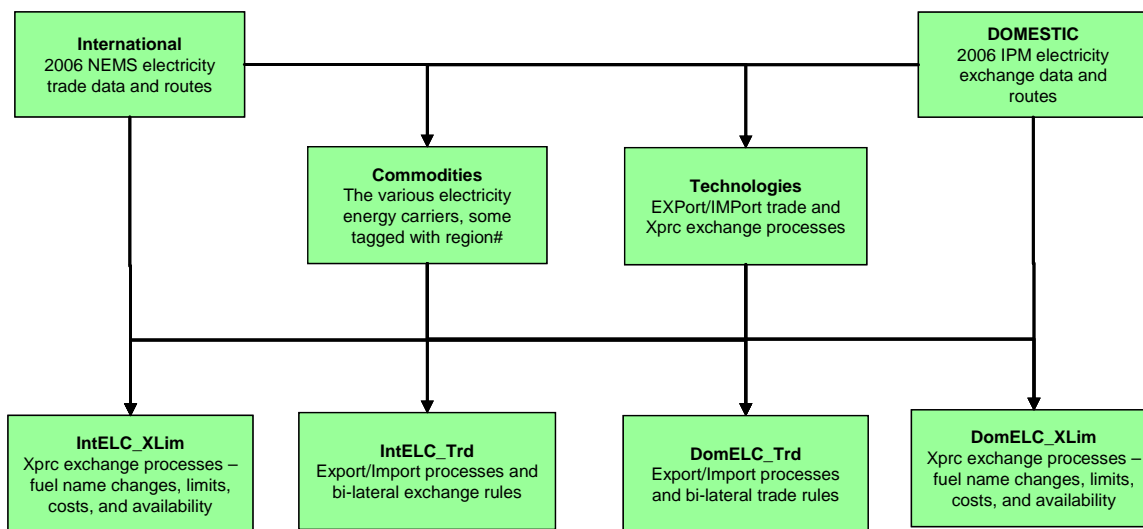 International
2006 NEMS electricity
trade data and routes
DOMESTIC
2006 IPM electricity
exchange data and
routes
Commodities
The various electricity
energy carriers, some
tagged with region#
Technologies
EXPort/IMPort trade and
Xprc exchange processes
IntELC_XLim
Xprc exchange processes –
fuel name changes, limits,
costs, and availability
IntELC_Trd
Export/Import processes and
bi-lateral exchange rules
DomELC_Trd
Export/Import processes
and bi-lateral trade rules
DomELC_XLim
Xprc exchange processes –
fuel name changes, limits,
costs, and availability